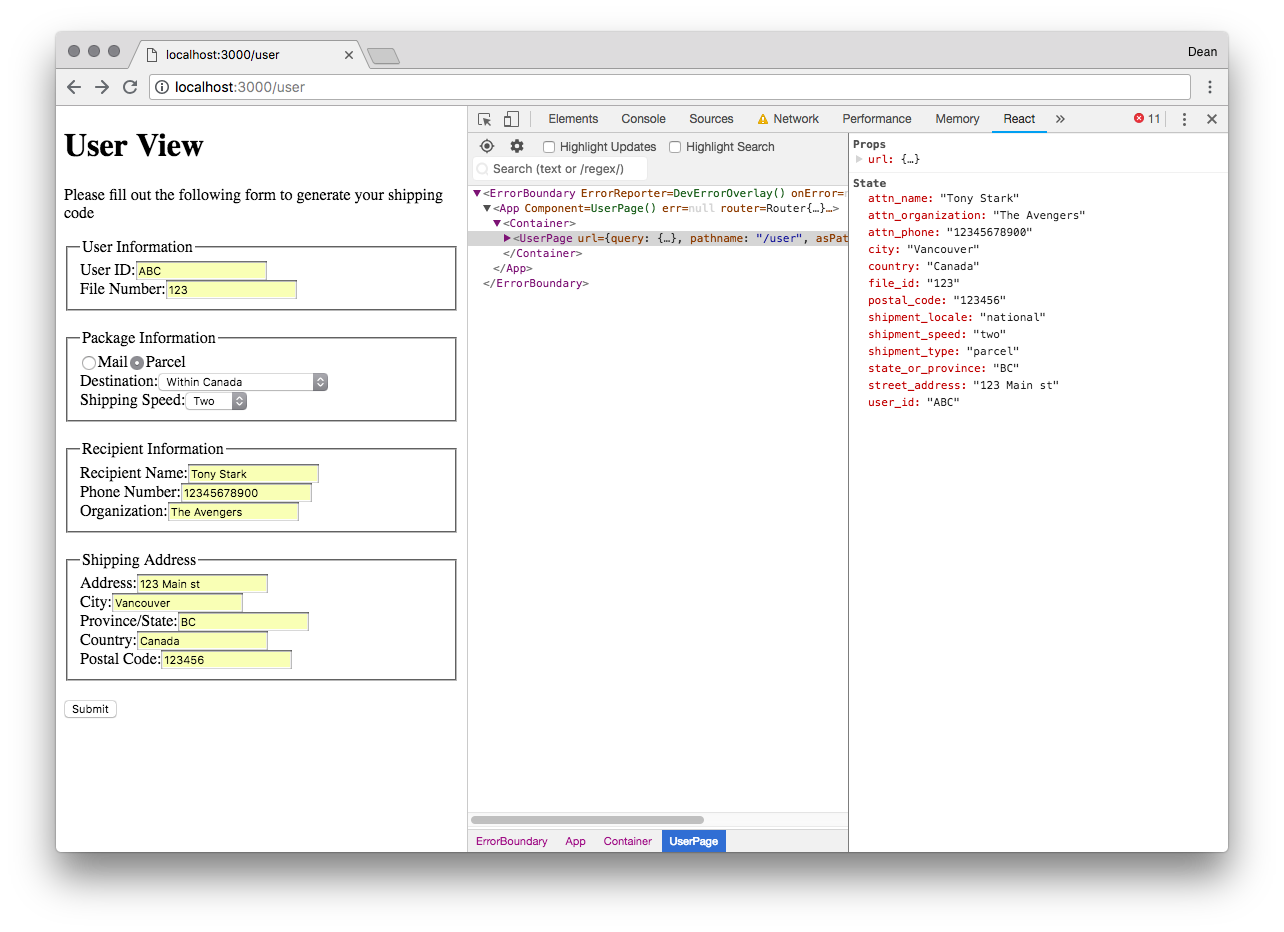 localhost:3000/user
Dean
localhost:3000/user
User View
Please fill out the following form to generate your shipping
code
User Information
User ID: ABC
File Number: 123
Package Information
Mail Parcel
Destination: Within Canada
Shipping Speed: Two
Recipient Information
Recipient Name: Tony Stark
Phone Number: 12345678900
Organization: The Avengers
Shipping Address
Address: 123 Main st
City: Vancouver
Province/State: BC
Country: Canada
Postal Code: 123456
Submit
Elements Console Sources Network Performance Memory React » 11
Highlight Updates Highlight Search
Search (text or /regex/)
<ErrorBoundary ErrorReporter=DevErrorOverlay() onError=
<App Component=UserPage() err=null router=Router{…}…>
<Container>
<UserPage url={query: {…}, pathname: "/user", asPat
</Container>
</App>
</ErrorBoundary>
ErrorBoundary App Container UserPage
Props
url: {…}
State
attn_name: "Tony Stark"
attn_organization: "The Avengers"
attn_phone: "12345678900"
city: "Vancouver"
country: "Canada"
file_id: "123"
postal_code: "123456"
shipment_locale: "national"
shipment_speed: "two"
shipment_type: "parcel"
state_or_province: "BC"
street_address: "123 Main st"
user_id: "ABC"